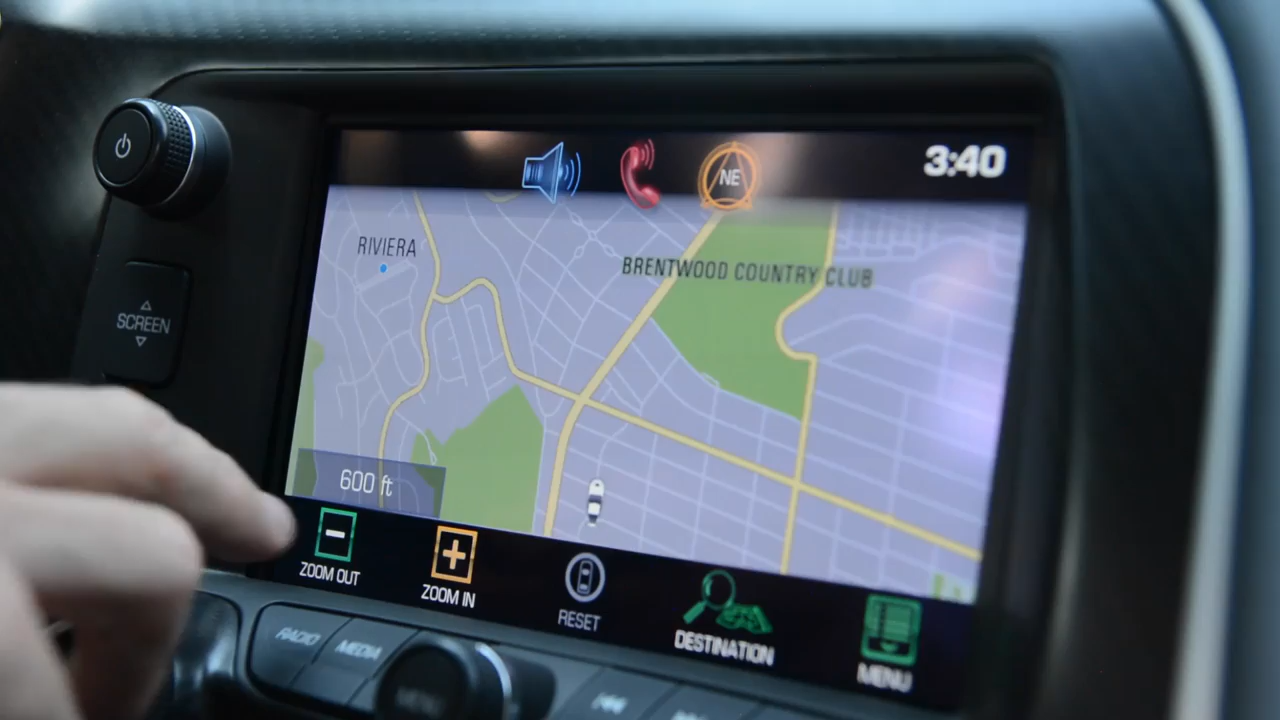 NE
3:40
RIVIERA
BRENTWOOD COUNTRY CLUB
SCREEN
600 ft
ZOOM OUT
ZOOM IN
RESET
DESTINATION
MENU
RADIO
MEDIA
MENU